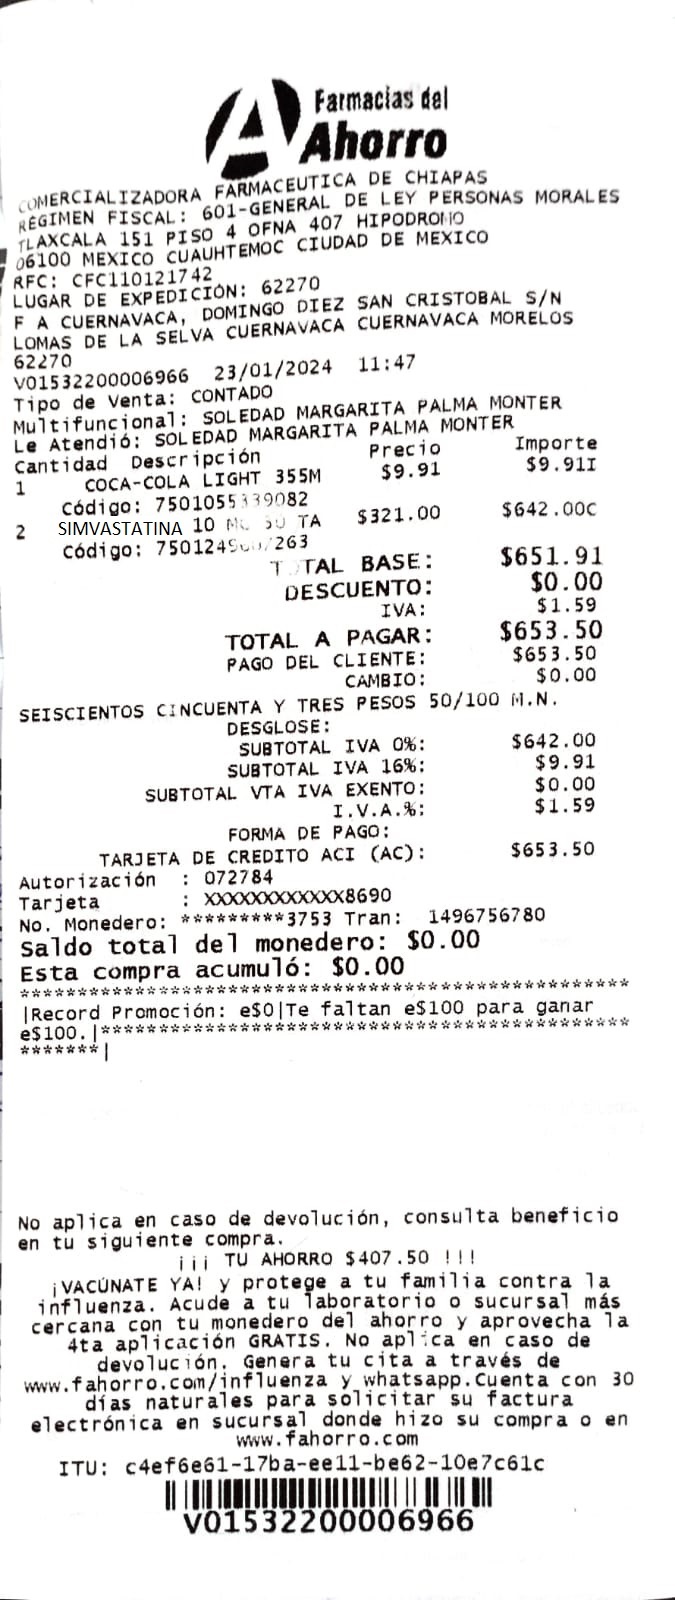 Farmacias del
Ahorro
COMERCIALIZADORA FARMACEUTICA DE CHIAPAS
REGIMEN FISCAL: 601-GENERAL DE LEY PERSONAS MORALES
TLAXCALA 151 PISO 4 OFNA 407 HIPODROMO
06100 MEXICO CUAUHTEMOC CIUDAD DE MEXICO
RFC: CFC110121742
LUGAR DE EXPEDICIÓN: 62270
F A CUERNAVACA, DOMINGO DIEZ SAN CRISTOBAL S/N
LOMAS DE LA SELVA CUERNAVACA CUERNAVACA MORELOS
62270
V01532200006966 23/01/2024 11:47
Tipo de Venta: CONTADO
Multifuncional: SOLEDAD MARGARITA PALMA MONTER
Le Atendió: SOLEDAD MARGARITA PALMA MONTER
Cantidad Descripción Precio Importe
1 COCA-COLA LIGHT 355M $9.91 $9.91I
Código: 7501055339082
2 SIMVASTATINA 10 TA $321.00 $642.00C
Código:
TOTAL BASE: $651.91
DESCUENTO: $0.00
IVA: $1.59
TOTAL A PAGAR: $653.50
PAGO DEL CLIENTE: $653.50
CAMBIO: $0.00
SEISCIENTOS CINCUENTA Y TRES PESOS 50/100 M.N.
DESGLOSE:
SUBTOTAL IVA 0%: $642.00
SUBTOTAL IVA 16%: $9.91
SUBTOTAL VTA IVA EXENTO: $0.00
I.V.A.%: $1.59
FORMA DE PAGO:
TARJETA DE CREDITO ACI (AC): $653.50
Autorización : 072784
Tarjeta : XXXXXXXXXXXX8690
No. Monedero: *********3753 Tran: 1496756780
Saldo total del monedero: $0.00
Esta compra acumuló: $0.00
****************************************************
|Record Promoción: e$0|Te faltan e$100 para ganar
e$100.|*********************************************
*******|
No aplica en caso de devolución, consulta beneficio
en tu siguiente compra.
¡¡¡ TU AHORRO $407.50 !!!
¡VACÚNATE YA! y protege a tu familia contra la
influenza. Acude a tu laboratorio o sucursal más
cercana con tu monedero del ahorro y aprovecha la
4ta aplicación GRATIS. No aplica en caso de
devolución. Genera tu cita a través de
www.fahorro.com/influenza y whatsapp.Cuenta con 30
días naturales para solicitar su factura
electrónica en sucursal donde hizo su compra o en
www.fahorro.com
ITU: c4ef6e61-17ba-ee11-be62-10e7c61c
V01532200006966